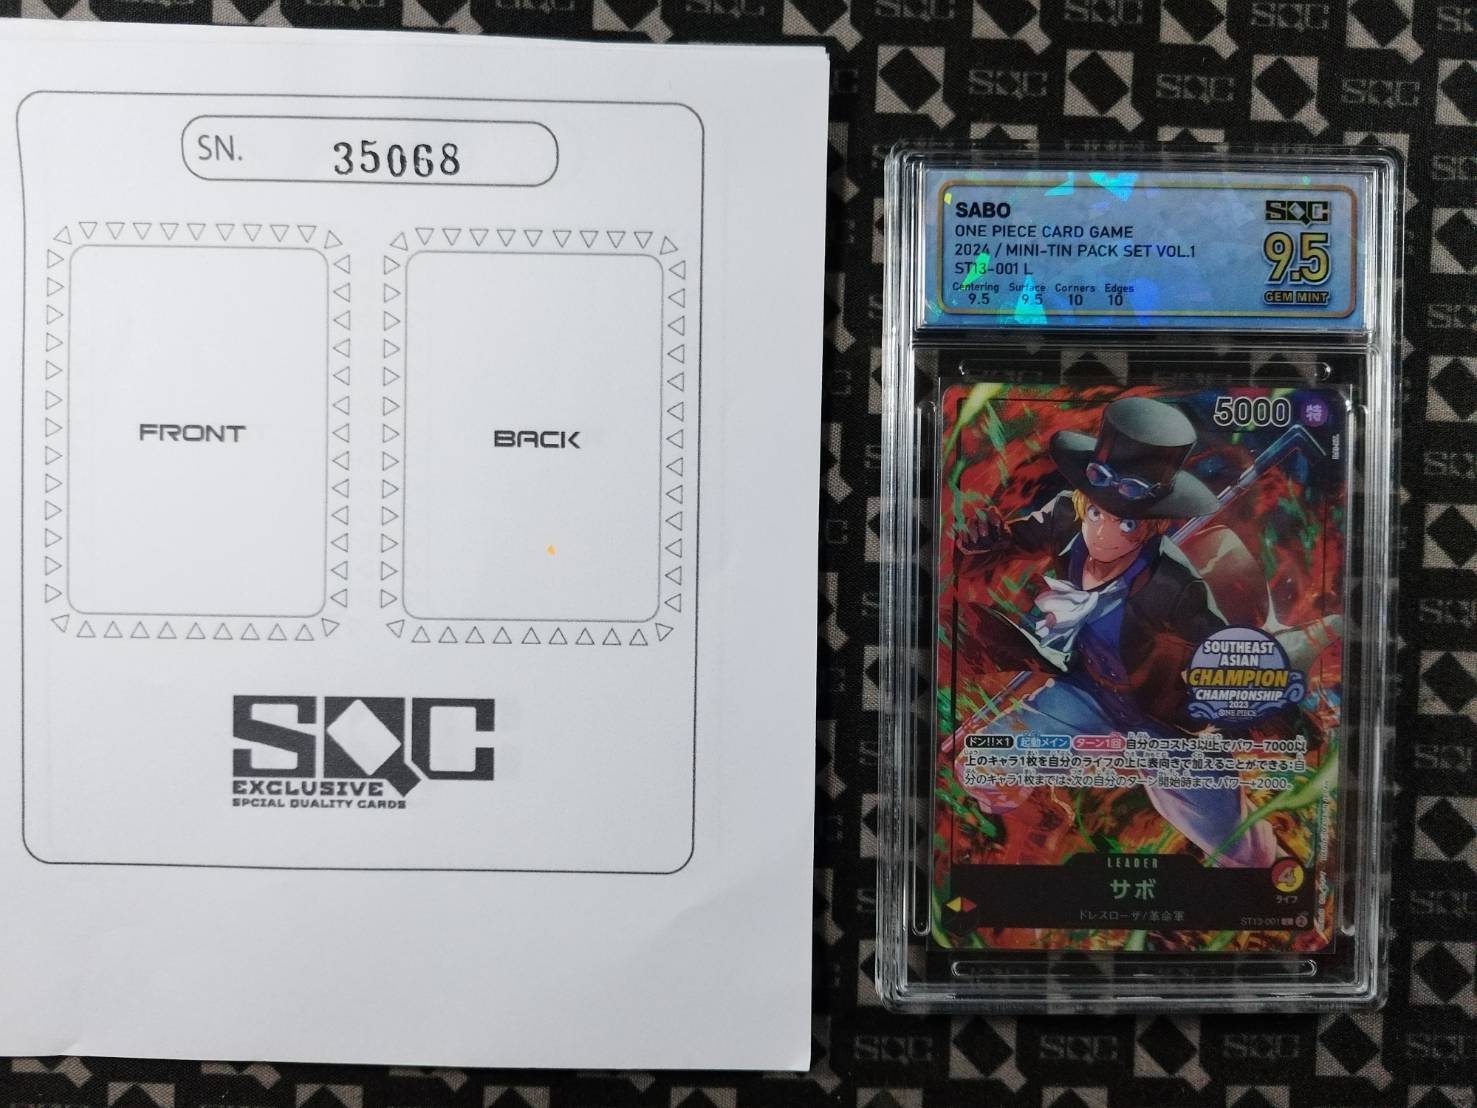 SN. 35068
FRONT
BACK
SQC
EXCLUSIVE
SPCIAL QUALITY CARDS
SABO
ONE PIECE CARD GAME
2024 / MINI-TIN PACK SET VOL.1
ST13-001 L
Centering Surface Corners Edges
9.5 9.5 10 10
SQC
9.5
GEM MINT
5000 特
SOUTHEAST
ASIAN
CHAMPION
CHAMPIONSHIP
2023
ONE PIECE
ドン!!×1 起動メイン ターン1回 自分のコスト3以上でパワー7000以
上のキャラ1枚を自分のライフの上に表向きで加えることができる:自
分のキャラ1枚までは、次の自分のターン開始時まで、パワー+2000。
LEADER
サボ
4
ライフ
ドレスローザ/革命軍
ST13-001